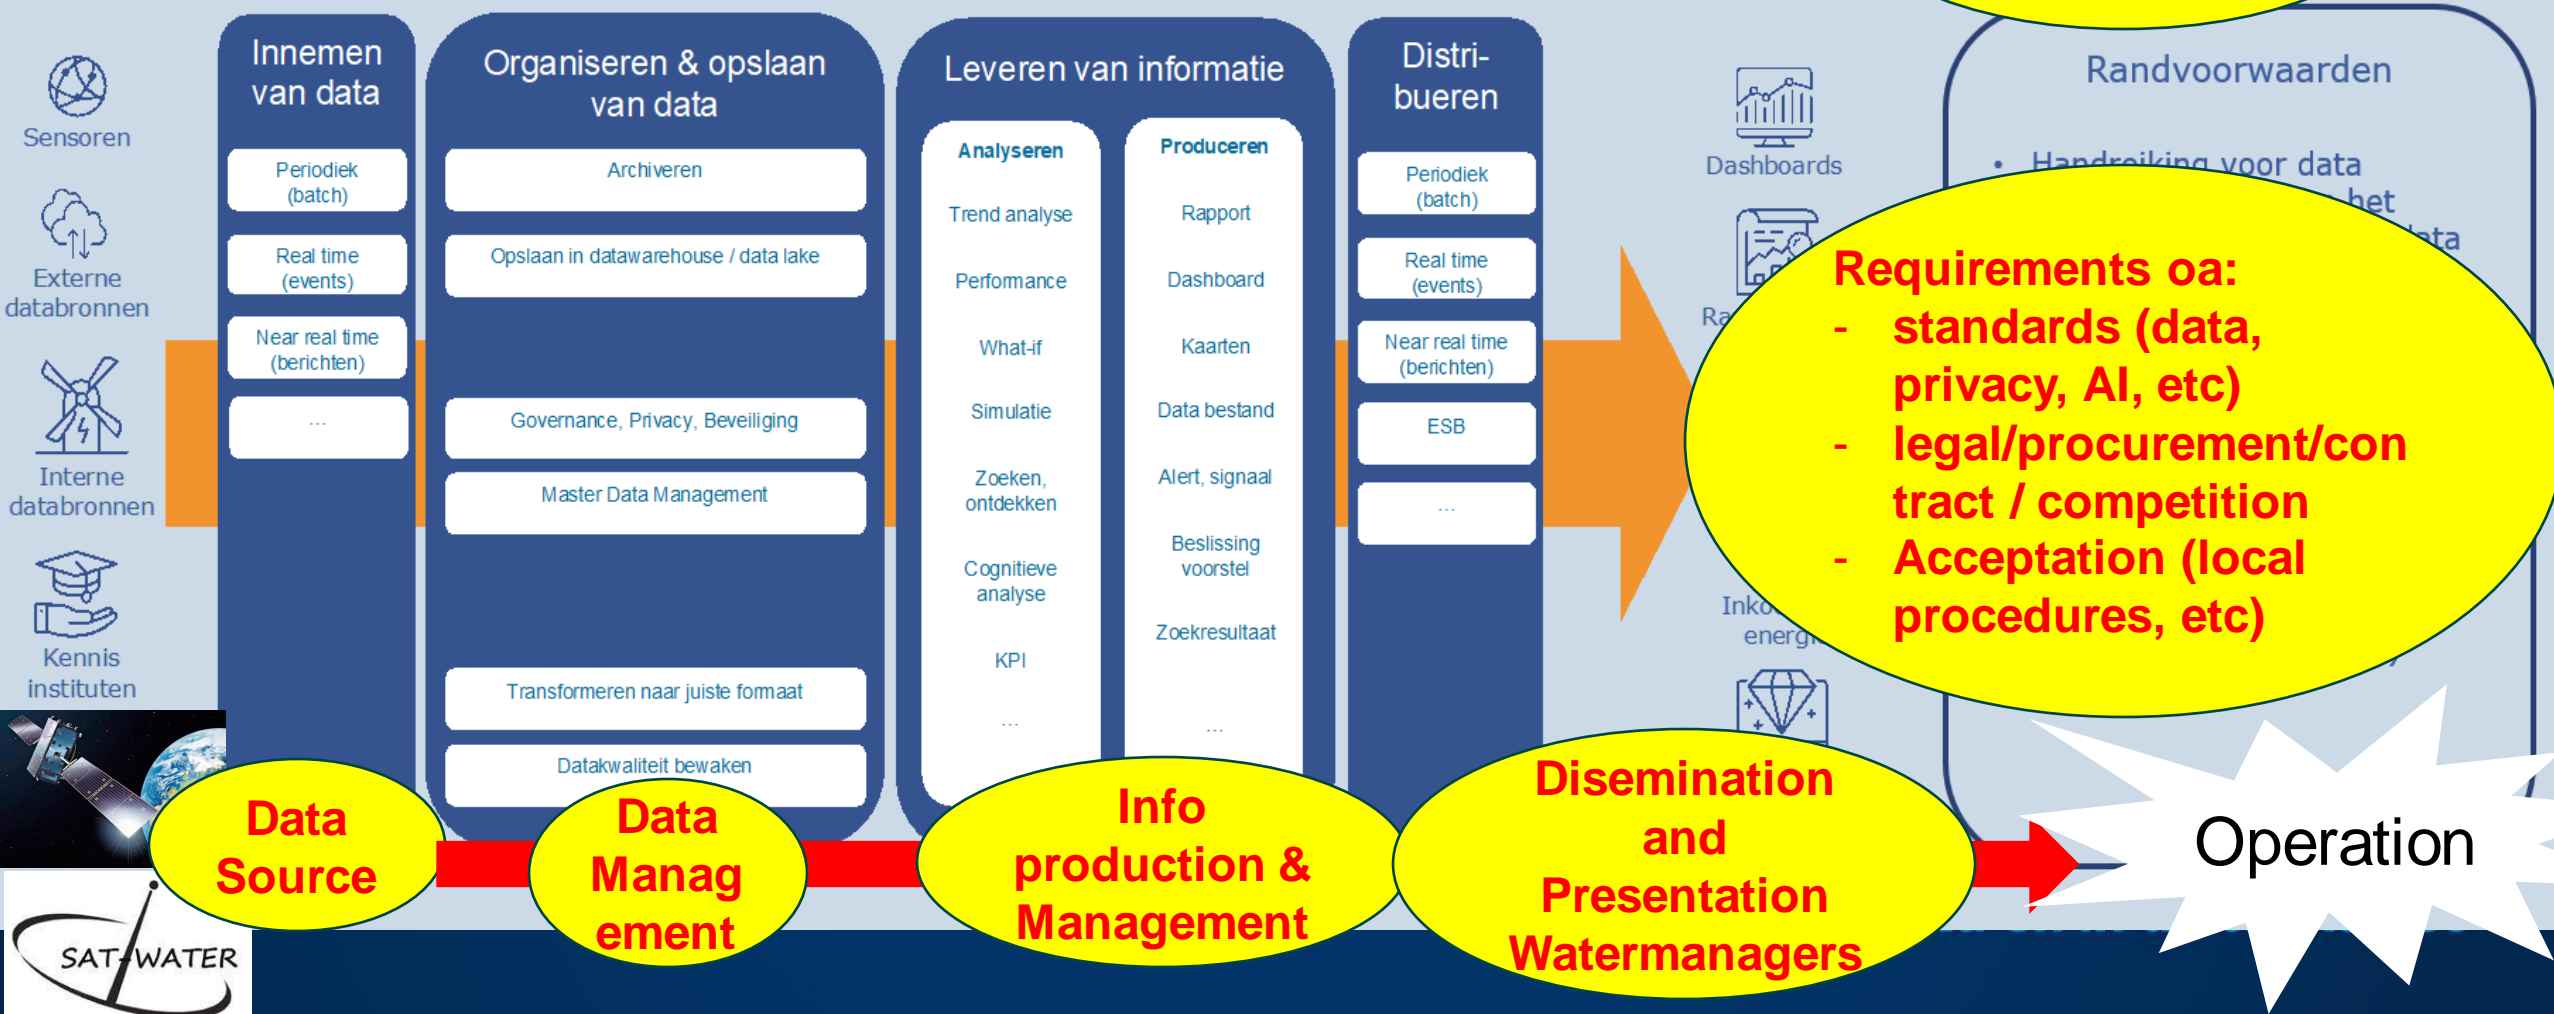 Sensoren
Externe
databronnen
Interne
databronnen
Kennis
instituten
Innemen
van data
Periodiek
(batch)
Real time
(events)
Near real time
(berichten)
...
Organiseren & opslaan
van data
Archiveren
Opslaan in datawarehouse / data lake
Governance, Privacy, Beveiliging
Master Data Management
Transformeren naar juiste formaat
Datakwaliteit bewaken
Leveren van informatie
Analyseren
Trend analyse
Performance
What-if
Simulatie
Zoeken,
ontdekken
Cognitieve
analyse
KPI
...
Produceren
Rapport
Dashboard
Kaarten
Data bestand
Alert, signaal
Beslissing
voorstel
Zoekresultaat
...
Distri-
bueren
Periodiek
(batch)
Real time
(events)
Near real time
(berichten)
ESB
...
Dashboards
Randvoorwaarden
• Handreiking voor data
het
Requirements oa:
- standards (data,
privacy, AI, etc)
- legal/procurement/con
tract / competition
- Acceptation (local
procedures, etc)
Data
Source
Data
Manag
ement
Info
production &
Management
Disemination
and
Presentation
Watermanagers
Operation
SAT-WATER